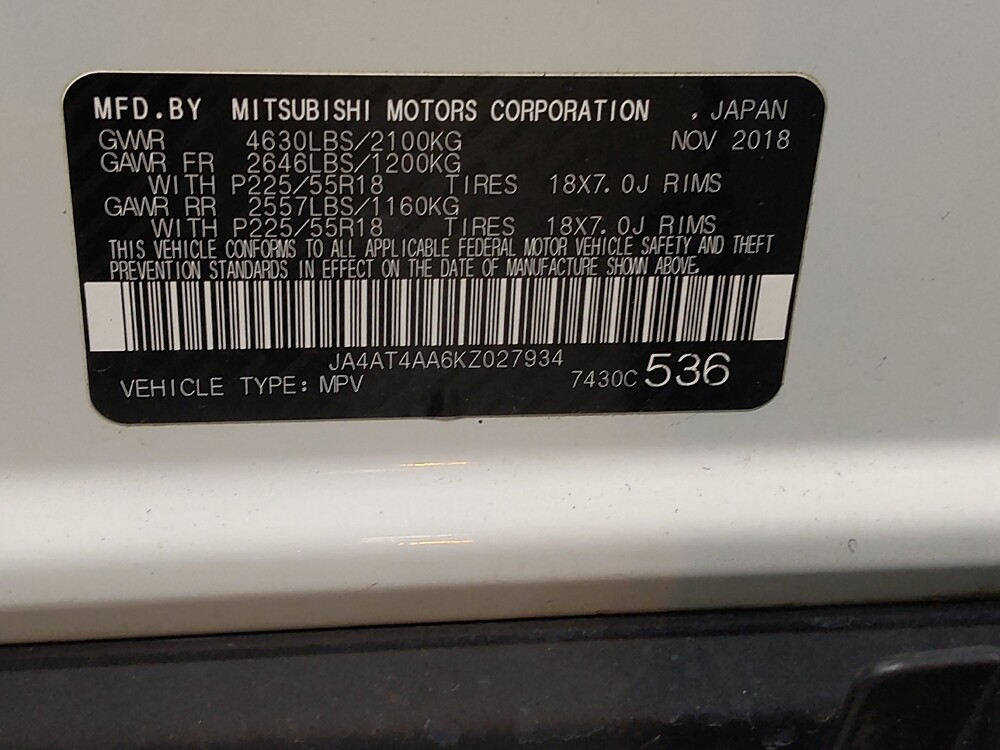 MFD.BY MITSUBISHI MOTORS CORPORATION , JAPAN
GVWR 4630LBS/2100KG NOV 2018
GAWR FR 2646LBS/1200KG
WITH P225/55R18 TIRES 18X7.0J RIMS
GAWR RR 2557LBS/1160KG
WITH P225/55R18 TIRES 18X7.0J RIMS
THIS VEHICLE CONFORMS TO ALL APPLICABLE FEDERAL MOTOR VEHICLE SAFETY AND THEFT
PREVENTION STANDARDS IN EFFECT ON THE DATE OF MANUFACTURE SHOWN ABOVE.
JA4AT4AA6KZ027934
VEHICLE TYPE: MPV 7430C 536